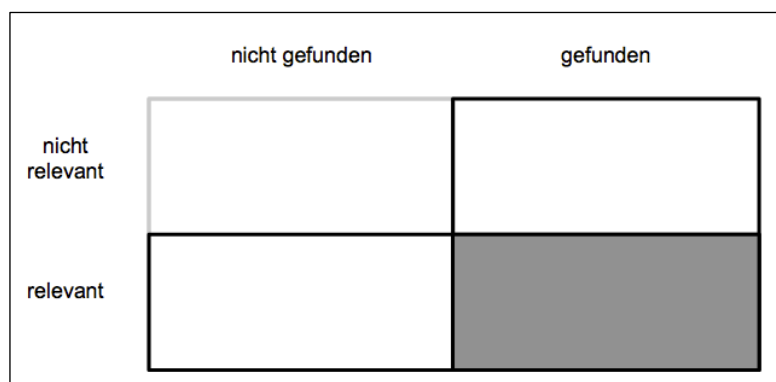 nicht gefunden
gefunden
nicht
relevant
relevant